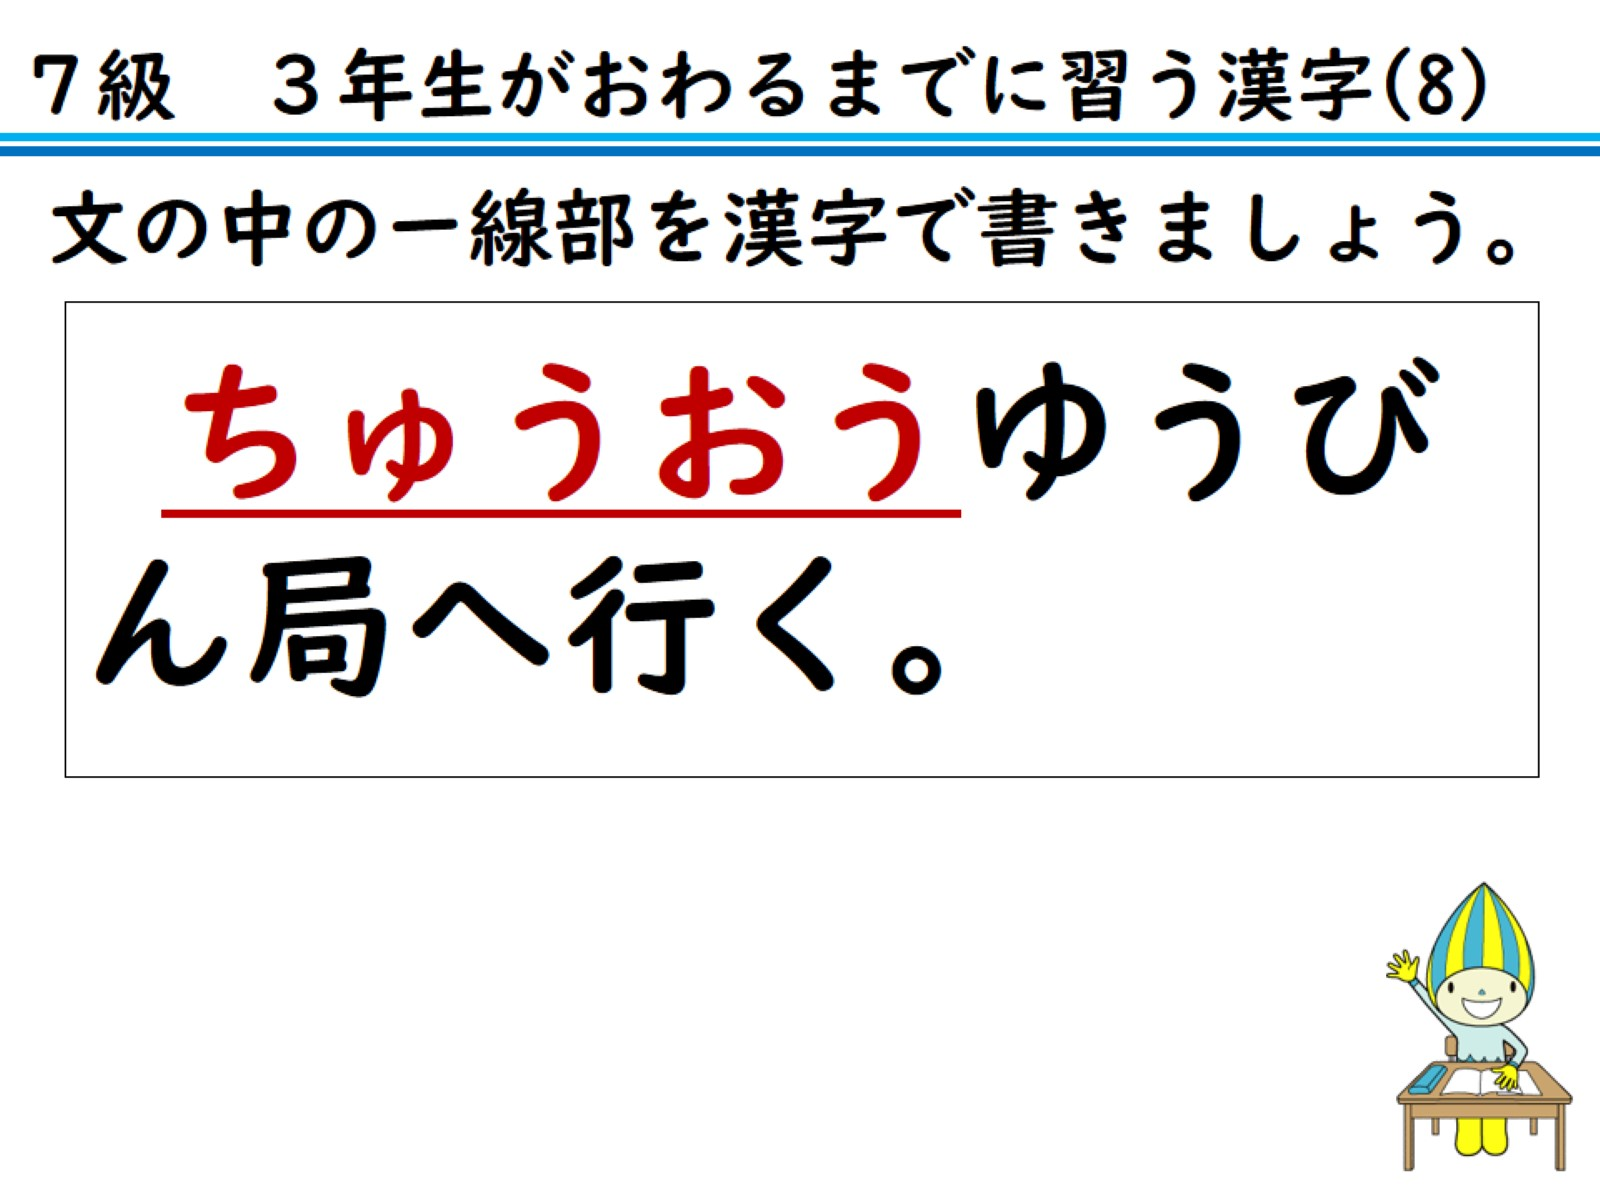 ７級　３年生がおわるまでに習う漢字(8)
文の中の一線部を漢字で書きましょう。
ちゅうおうゆうび
ん局へ行く。